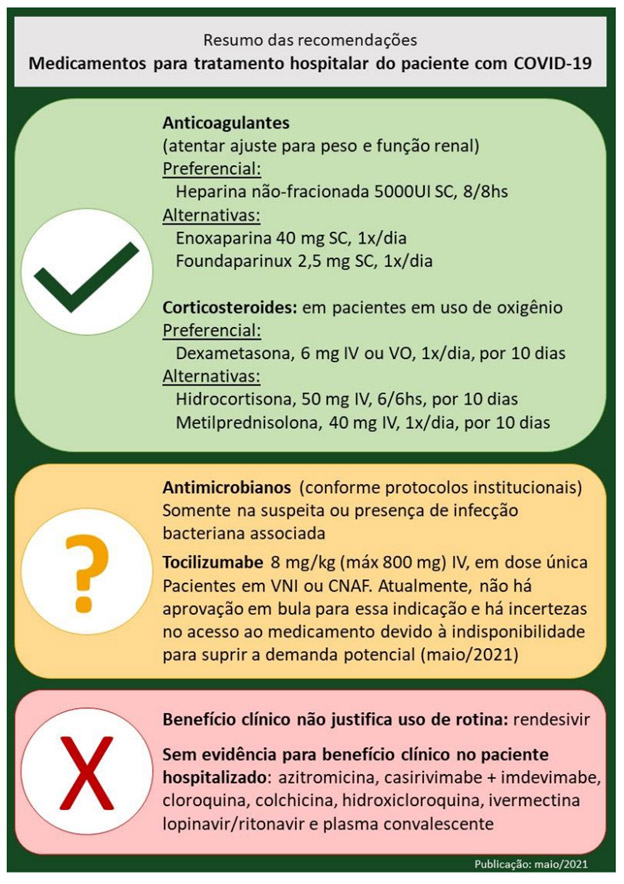 Resumo das recomendações
Medicamentos para tratamento hospitalar do paciente com COVID-19
Anticoagulantes
(atentar ajuste para peso e função renal)
Preferencial:
Heparina não-fracionada 5000UI SC, 8/8hs
Alternativas:
Enoxaparina 40 mg SC, 1x/dia
Foundaparinux 2,5 mg SC, 1x/dia
Corticosteroides: em pacientes em uso de oxigênio
Preferencial:
Dexametasona, 6 mg IV ou VO, 1x/dia, por 10 dias
Alternativas:
Hidrocortisona, 50 mg IV, 6/6hs, por 10 dias
Metilprednisolona, 40 mg IV, 1x/dia, por 10 dias
?
Antimicrobianos (conforme protocolos institucionais)
Somente na suspeita ou presença de infecção
bacteriana associada
Tocilizumabe 8 mg/kg (máx 800 mg) IV, em dose única
Pacientes em VNI ou CNAF. Atualmente, não há
aprovação em bula para essa indicação e há incertezas
no acesso ao medicamento devido à indisponibilidade
para suprir a demanda potencial (maio/2021)
X
Benefício clínico não justifica uso de rotina: rendesivir
Sem evidência para benefício clínico no paciente
hospitalizado: azitromicina, casirivimabe + imdevimabe,
cloroquina, colchicina, hidroxicloroquina, ivermectina
lopinavir/ritonavir e plasma convalescente
Publicação: maio/2021